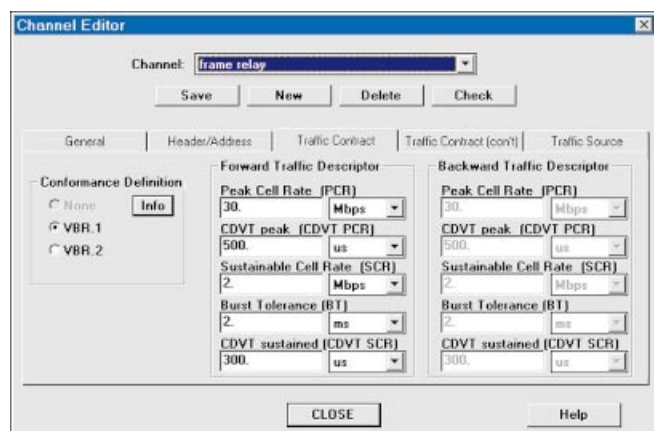 Channel Editor
Channel: frame relay
Save New Delete Check
General Header/Address Traffic Contract Traffic Contract (con't) Traffic Source
Conformance Definition
None Info
VBR.1
VBR.2
Forward Traffic Descriptor
Peak Cell Rate (PCR)
30. Mbps
CDVT peak (CDVT PCR)
500. us
Sustainable Cell Rate (SCR)
2. Mbps
Burst Tolerance (BT)
2. ms
CDVT sustained (CDVT SCR)
300. us
Backward Traffic Descriptor
Peak Cell Rate (PCR)
30. Mbps
CDVT peak (CDVT PCR)
500. us
Sustainable Cell Rate (SCR)
2. Mbps
Burst Tolerance (BT)
2. ms
CDVT sustained (CDVT SCR)
300. us
CLOSE Help